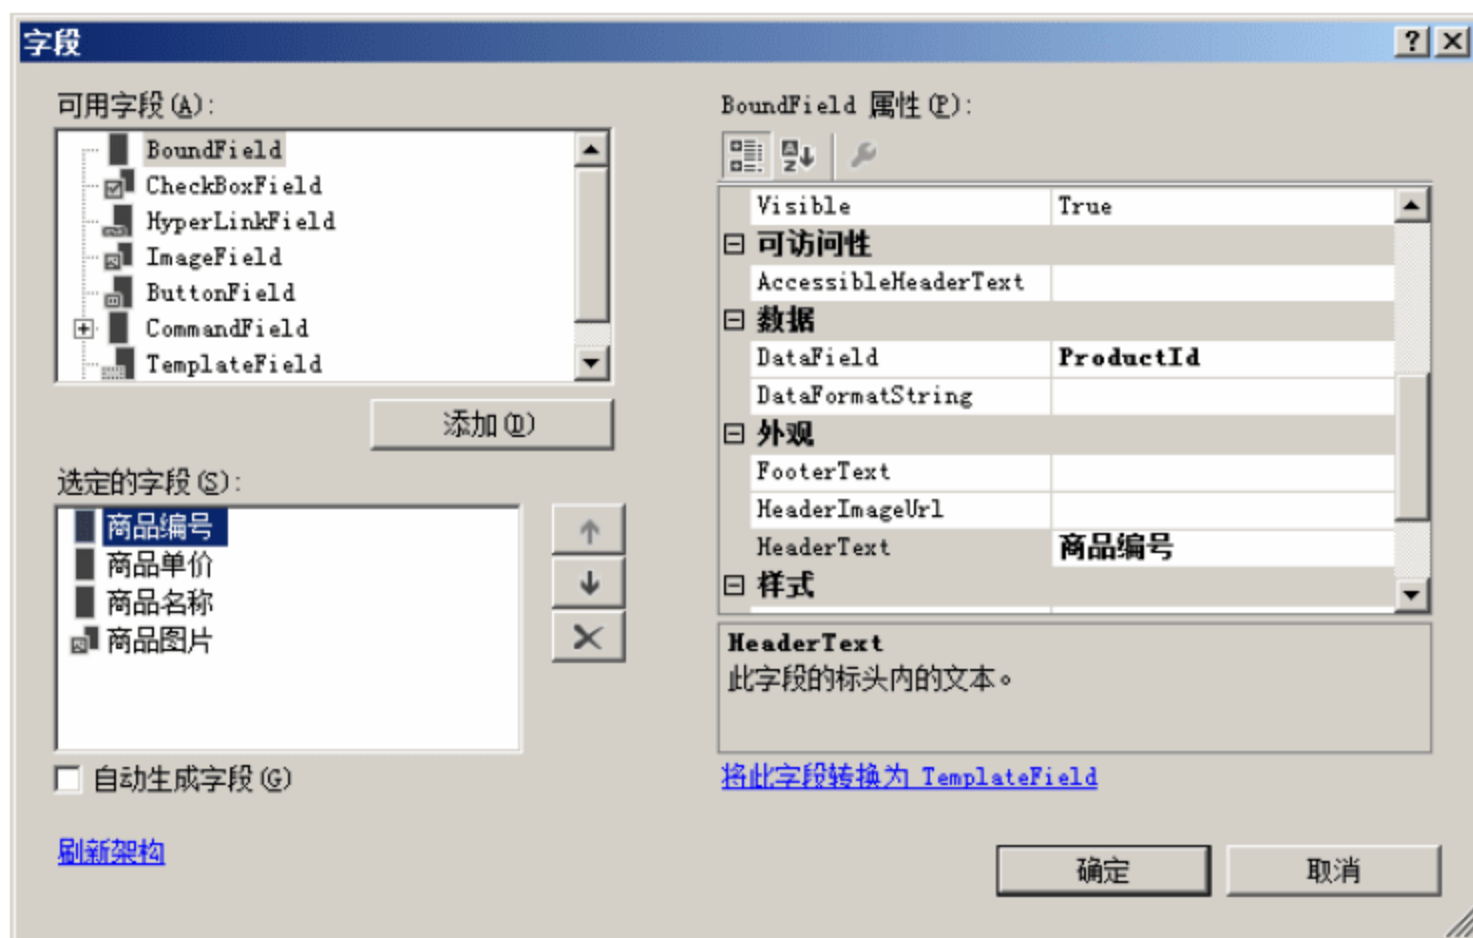 字段
可用字段(A):
BoundField
CheckBoxField
HyperLinkField
ImageField
ButtonField
CommandField
TemplateField
添加(D)
选定的字段(S):
商品编号
商品单价
商品名称
商品图片
自动生成字段(G)
刷新架构
BoundField 属性(P):
Visible True
可访问性
AccessibleHeaderText
数据
DataField ProductId
DataFormatString
外观
FooterText
HeaderImageUrl
HeaderText 商品编号
样式
HeaderText
此字段的标头内的文本。
将此字段转换为 TemplateField
确定 取消